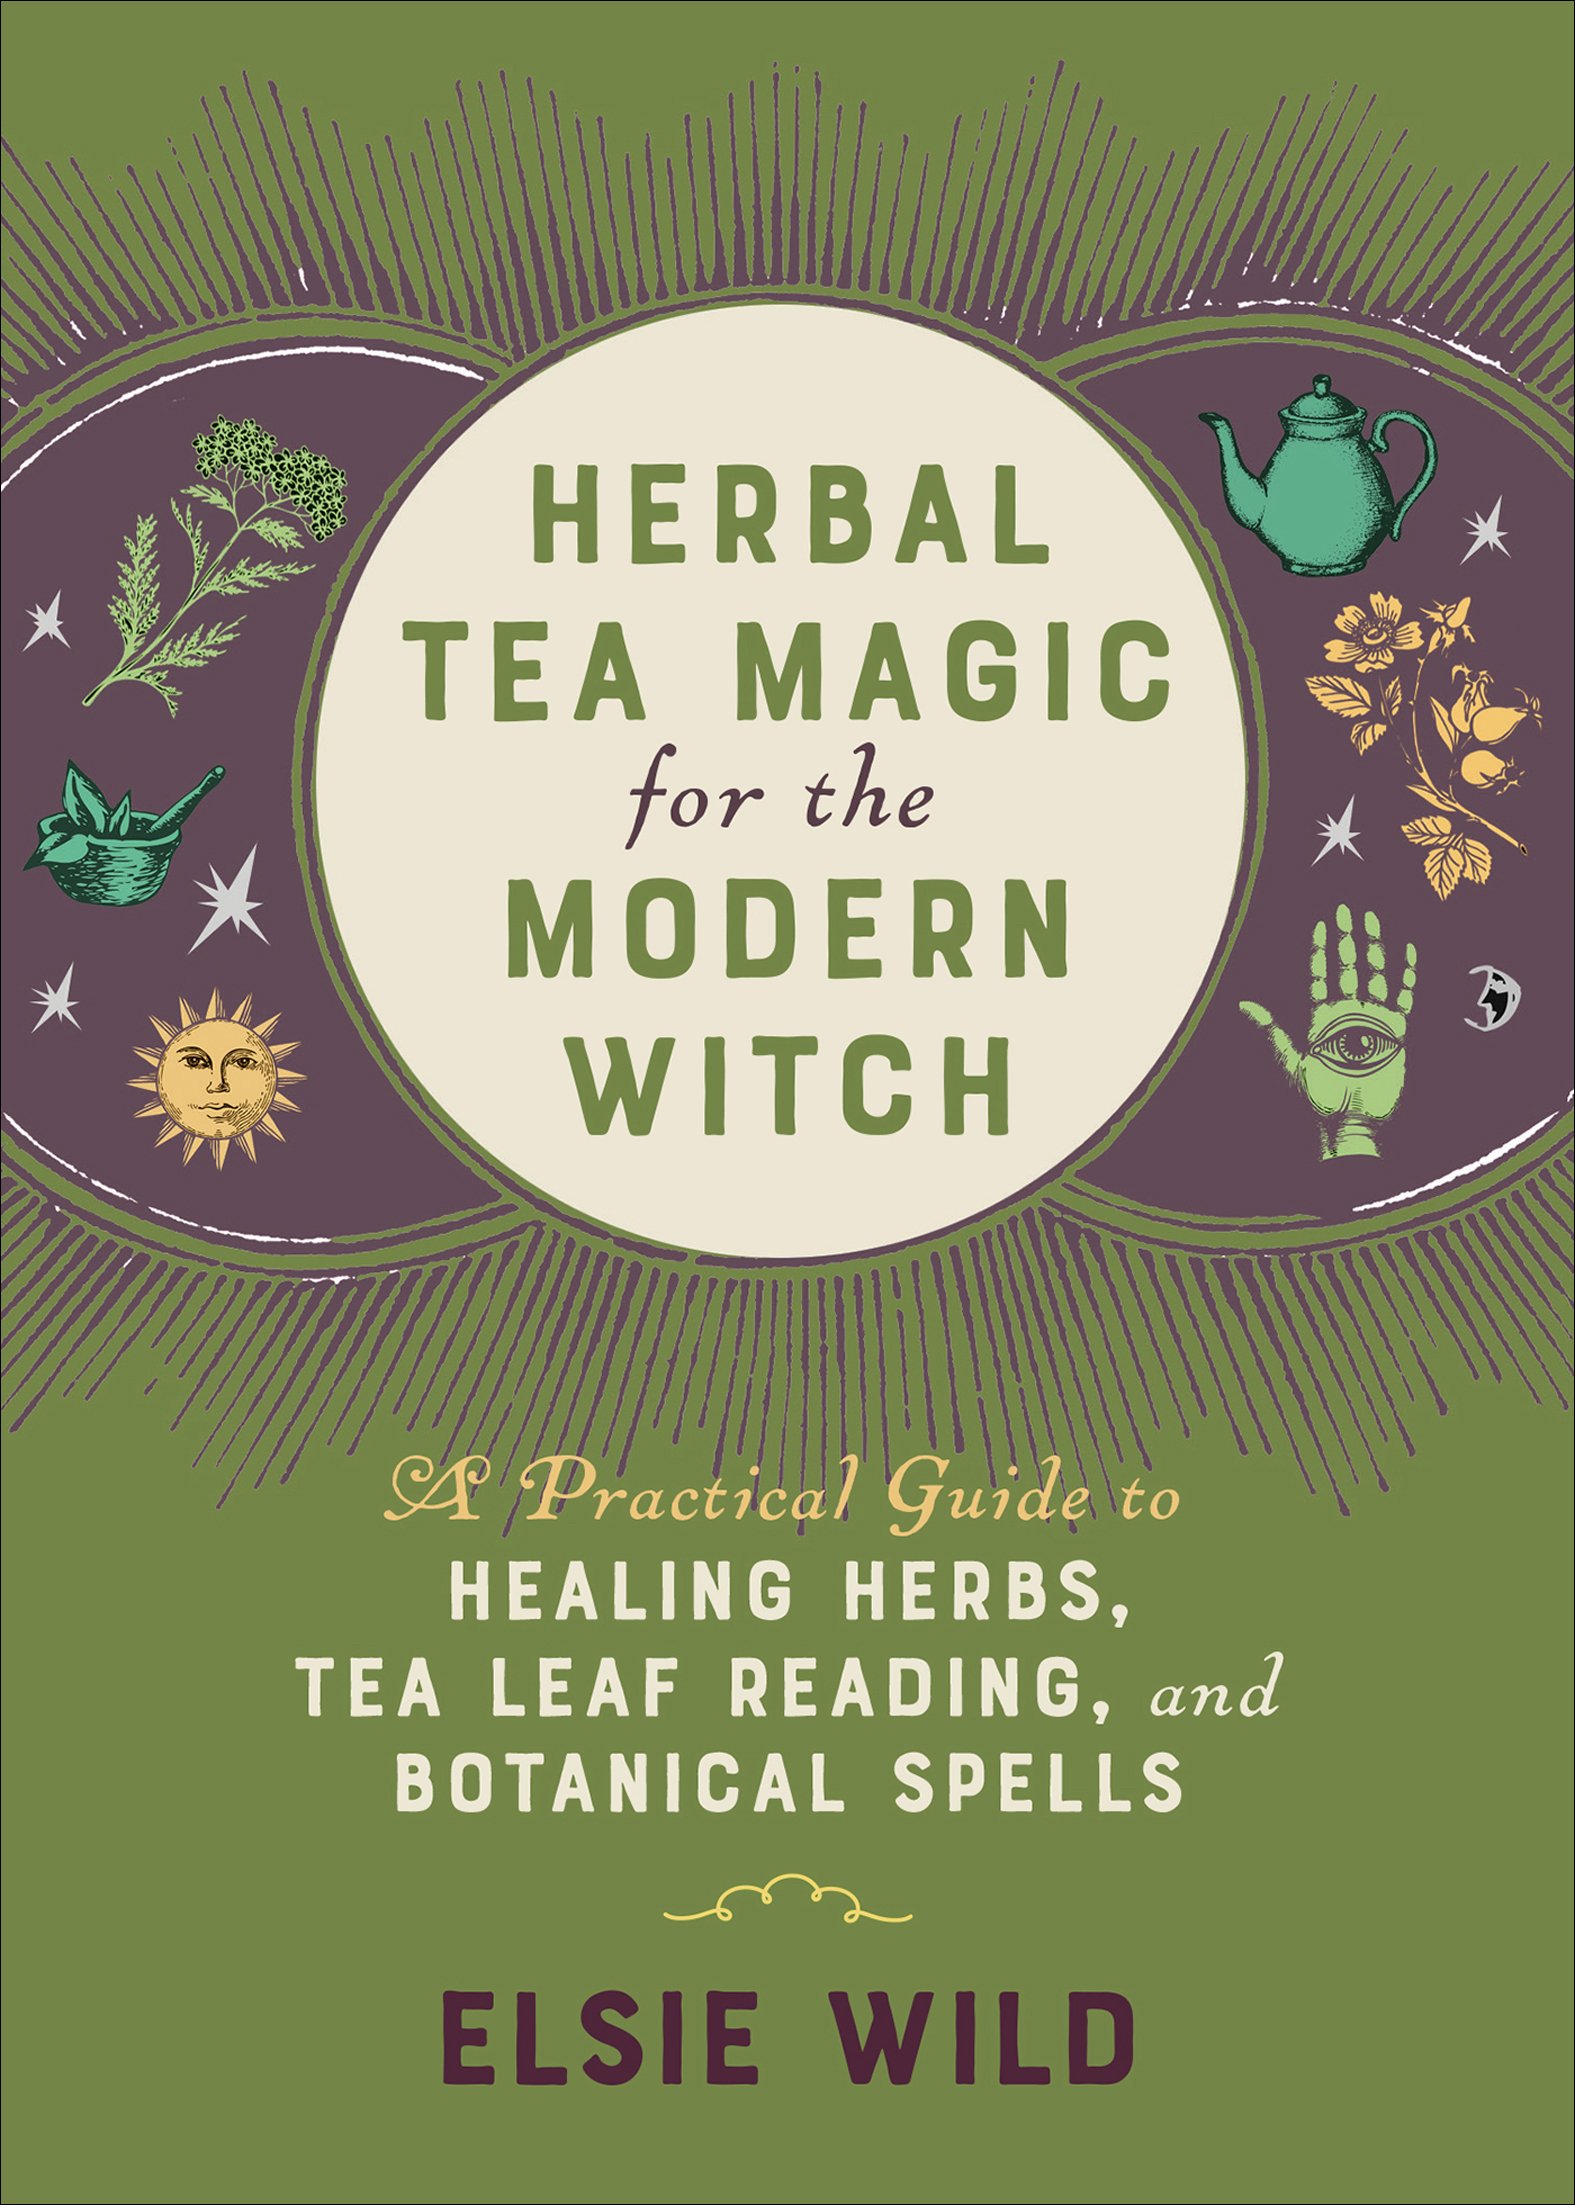 HERBAL
TEA MAGIC
for the
MODERN
WITCH
A Practical Guide to
HEALING HERBS,
TEA LEAF READING, and
BOTANICAL SPELLS
ELSIE WILD